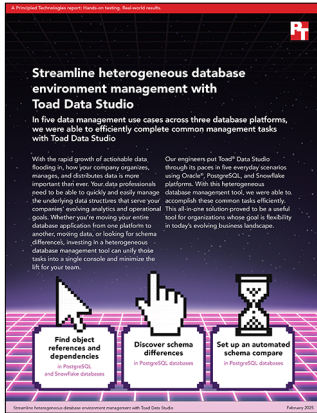 A Principled Technologies report: Hands-on testing. Real-world results.
PT
Streamline heterogeneous database
environment management with
Toad Data Studio
In five data management use cases across three database platforms,
we were able to efficiently complete common management tasks
with Toad Data Studio
With the rapid growth of actionable data
flooding in, how your company organizes,
manages, and distributes data is more
important than ever. Your data professionals
need to be able to quickly and easily manage
the underlying data structures that serve your
companies' evolving analytics and operational
goals. Whether you're moving your entire
database application from one platform to
another, moving data, or looking for schema
differences, investing in a heterogeneous
database management tool can unify those
tasks into a single console and minimize the
lift for your team.
Our engineers put Toad® Data Studio
through its paces in five everyday scenarios
using Oracle®, PostgreSQL, and Snowflake
platforms. With this heterogeneous
database management tool, we were able to
accomplish these common tasks efficiently.
This all-in-one solution proved to be a useful
tool for organizations whose goal is flexibility
in today's evolving business landscape.
Find object
references and
dependencies
in PostgreSQL
and Snowflake databases
Discover schema
differences
in PostgreSQL databases
Set up an automated
schema compare
in PostgreSQL databases
Streamline heterogeneous database environment management with Toad Data Studio
February 2025